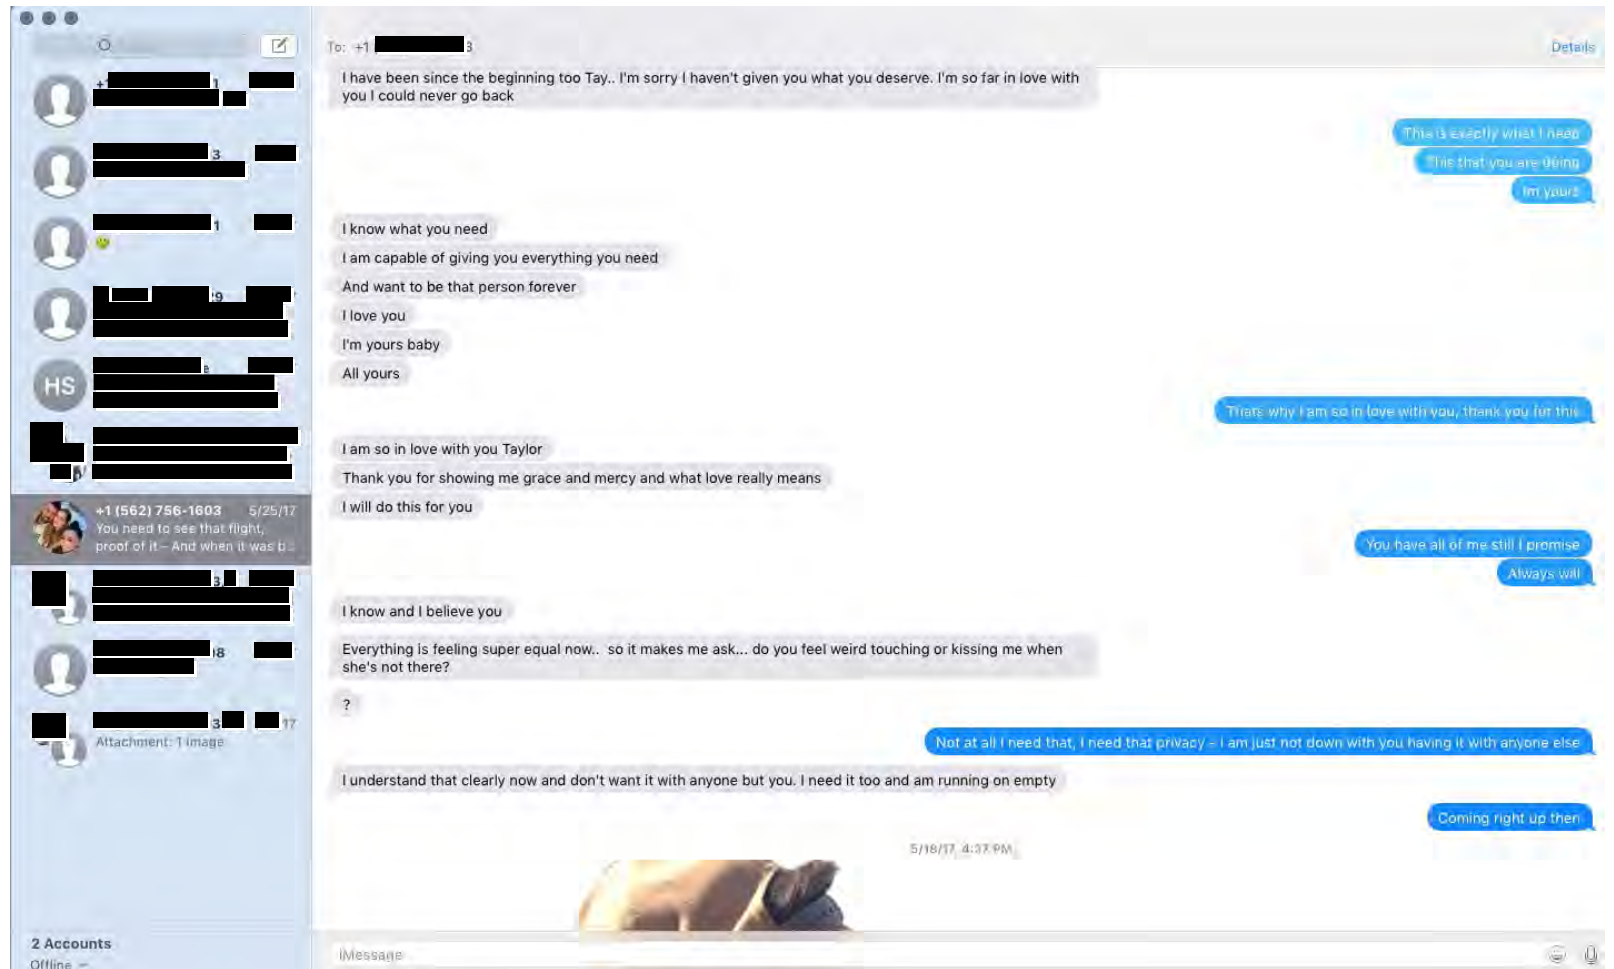 To: +1 3
Details
1
3
1
9
HS
+1 (562) 756-1603 5/25/17
You need to see that flight,
proof of it – And when it was b...
3
8
3 17
Attachment: 1 image
2 Accounts
Offline
I have been since the beginning too Tay.. I'm sorry I haven't given you what you deserve. I'm so far in love with
you I could never go back
This is exactly what I need
This that you are doing
Im yours
I know what you need
I am capable of giving you everything you need
And want to be that person forever
I love you
I'm yours baby
All yours
Thats why I am so in love with you, thank you for this
I am so in love with you Taylor
Thank you for showing me grace and mercy and what love really means
I will do this for you
You have all of me still I promise
Always will
I know and I believe you
Everything is feeling super equal now.. so it makes me ask... do you feel weird touching or kissing me when
she's not there?
?
Not at all I need that, I need that privacy - I am just not down with you having it with anyone else
I understand that clearly now and don't want it with anyone but you. I need it too and am running on empty
Coming right up then
5/18/17, 4:37 PM
iMessage